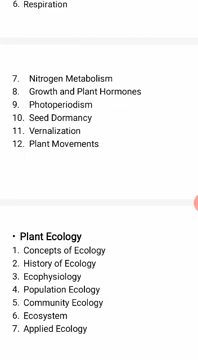 6. Respiration
7. Nitrogen Metabolism
8. Growth and Plant Hormones
9. Photoperiodism
10. Seed Dormancy
11. Vernalization
12. Plant Movements
• Plant Ecology
1. Concepts of Ecology
2. History of Ecology
3. Ecophysiology
4. Population Ecology
5. Community Ecology
6. Ecosystem
7. Applied Ecology